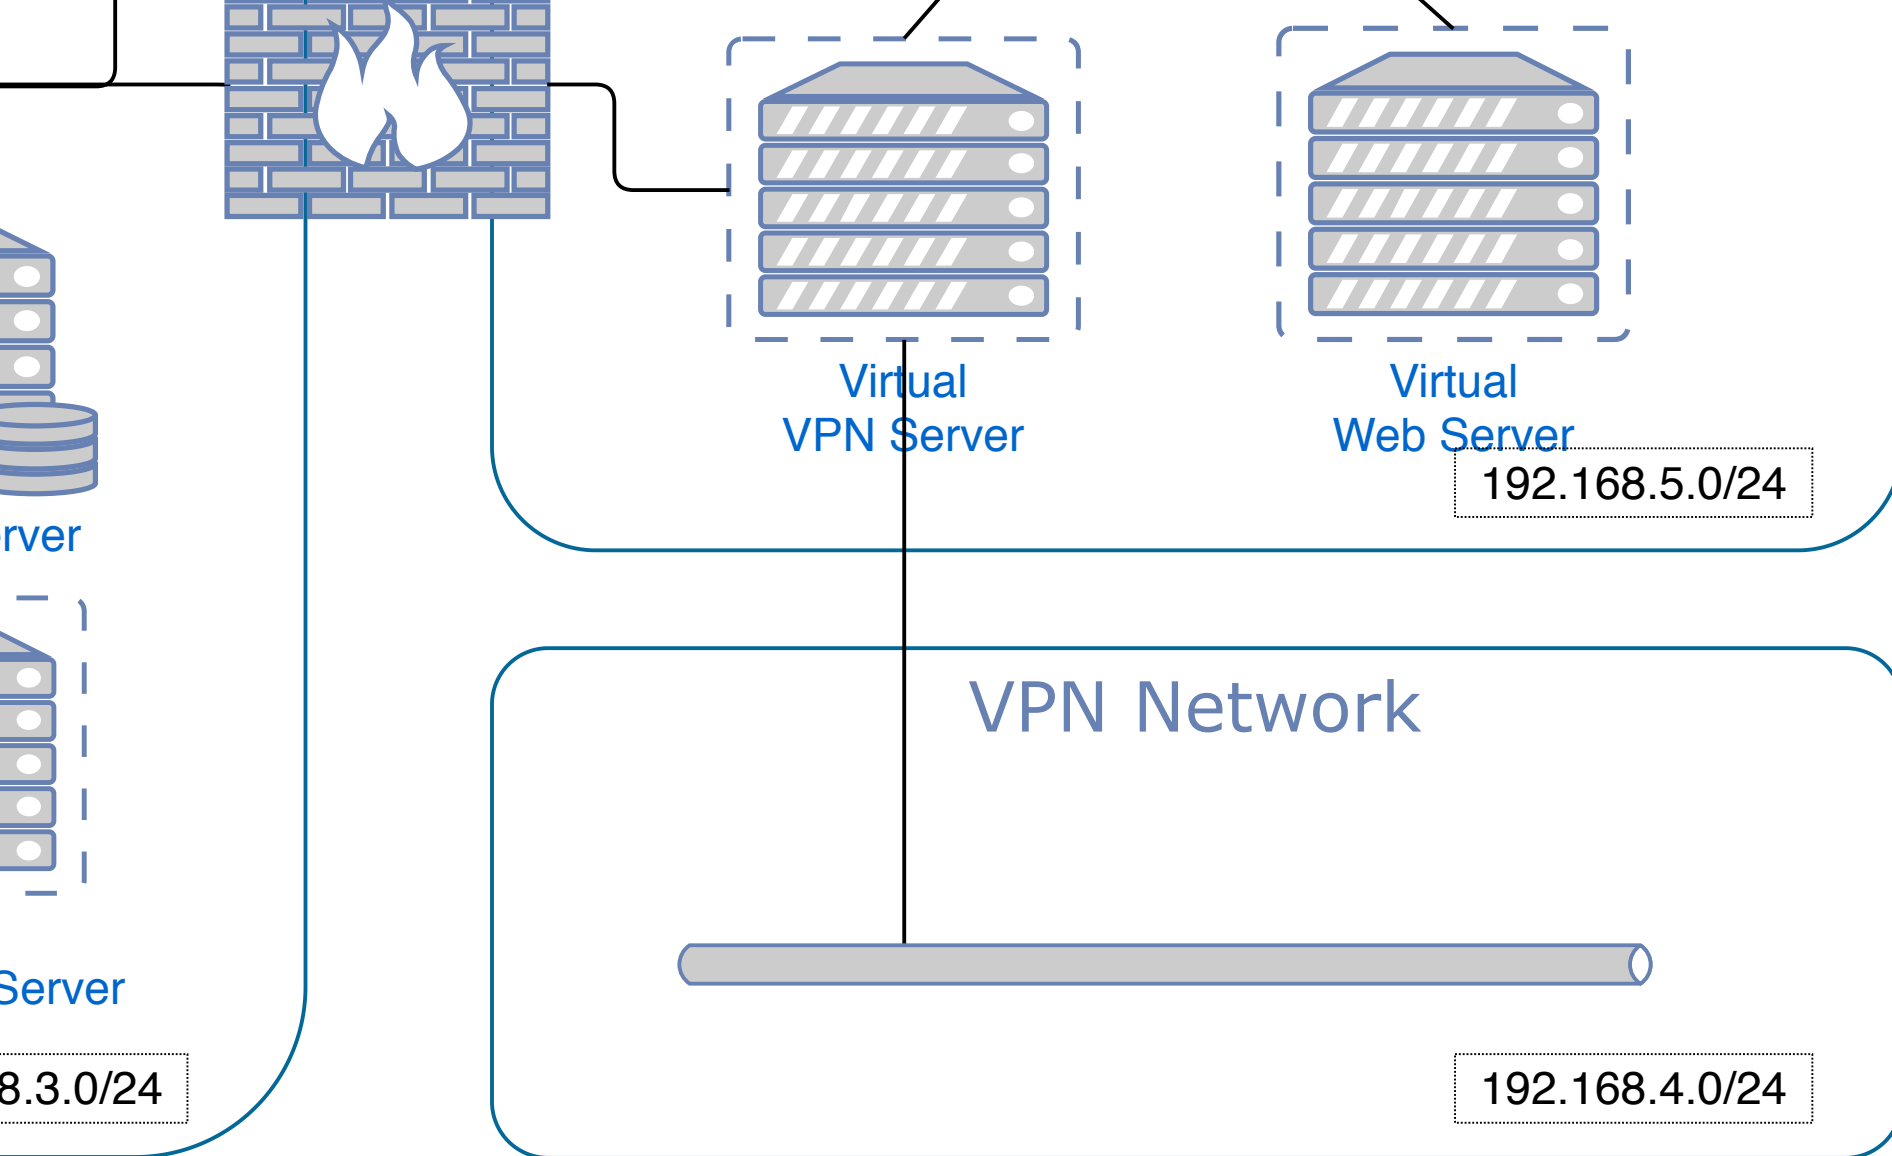 Virtual
VPN Server
Virtual
Web Server
192.168.5.0/24
rver
VPN Network
Server
8.3.0/24
192.168.4.0/24